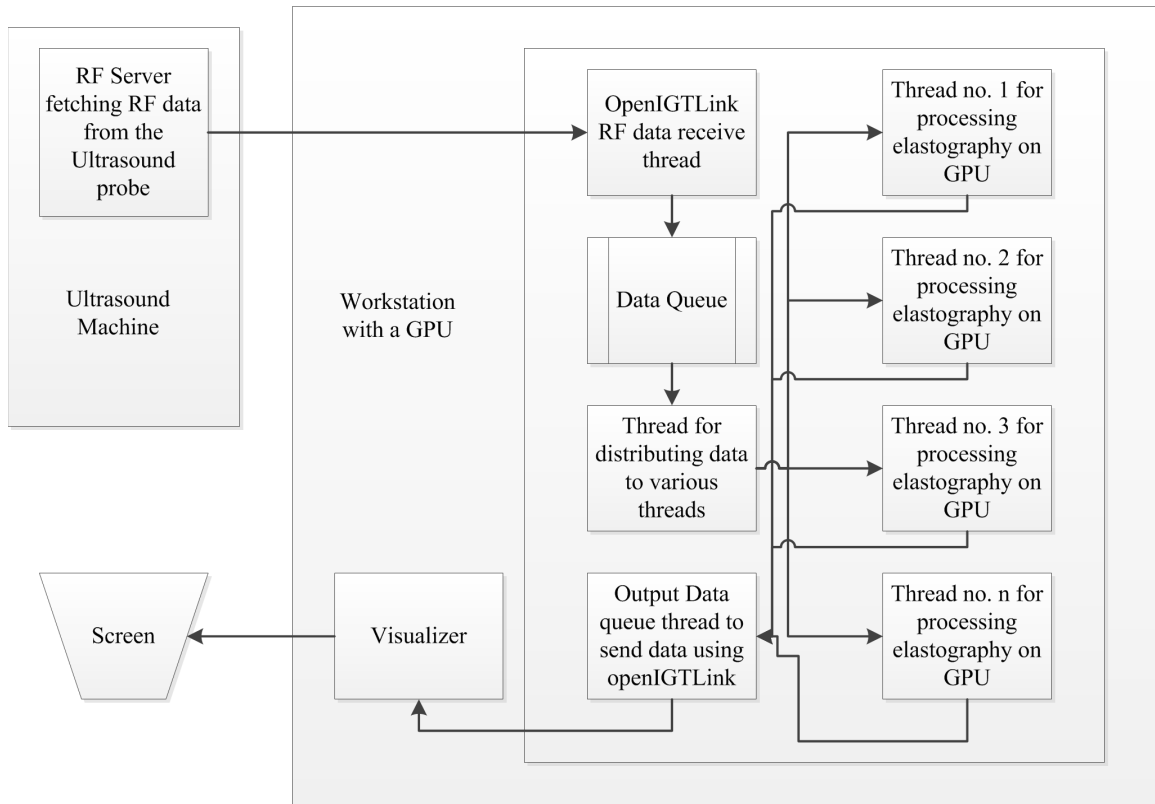 RF Server
fetching RF data
from the
Ultrasound
probe
Ultrasound
Machine
Workstation
with a GPU
OpenIGTLink
RF data receive
thread
Data Queue
Thread for
distributing data
to various
threads
Output Data
queue thread to
send data using
openIGTLink
Thread no. 1 for
processing
elastography on
GPU
Thread no. 2 for
processing
elastography on
GPU
Thread no. 3 for
processing
elastography on
GPU
Thread no. n for
processing
elastography on
GPU
Visualizer
Screen